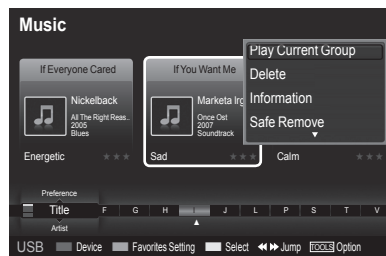 Music
If Everyone Cared
Nickelback
All The Right Reas..
2005
Blues
Energetic ★★★
If You Want Me
Marketa Irg
Once Ost
2007
Soundtrack
Sad ★★★
Calm ★★★
Play Current Group
Delete
Information
Safe Remove
Preference
Title F G H I J L P S T V
Artist
USB Device Favorites Setting Select Jump TOOLS Option